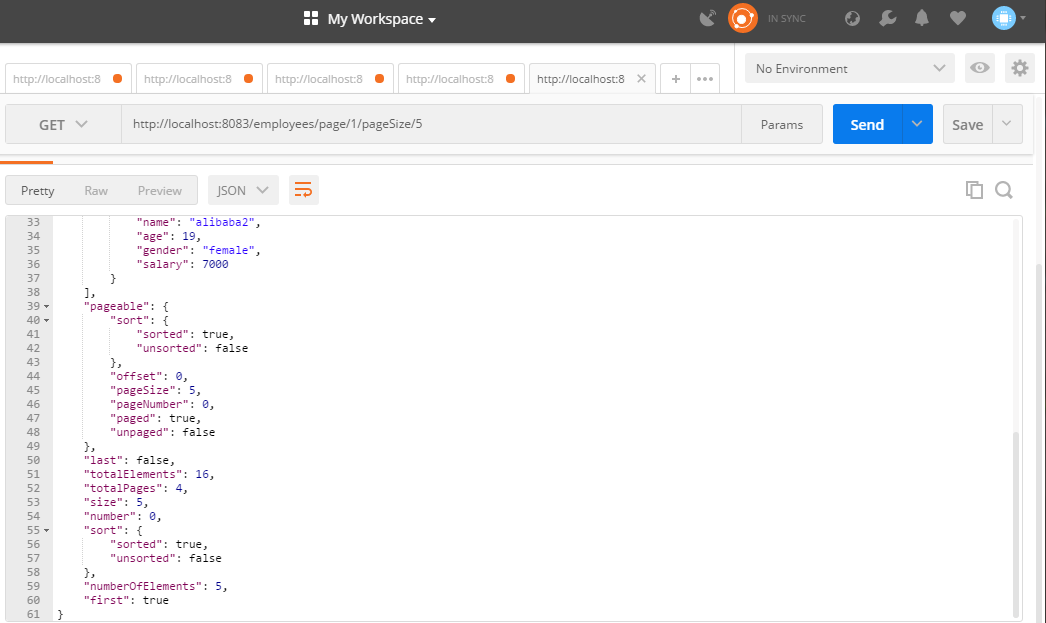 My Workspace
IN SYNC
http://localhost:8
http://localhost:8
http://localhost:8
http://localhost:8
http://localhost:8
No Environment
GET
http://localhost:8083/employees/page/1/pageSize/5
Params
Send
Save
Pretty
Raw
Preview
JSON
33 "name": "alibaba2",
34 "age": 19,
35 "gender": "female",
36 "salary": 7000
37 }
38 ],
39 "pageable": {
40 "sort": {
41 "sorted": true,
42 "unsorted": false
43 },
44 "offset": 0,
45 "pageSize": 5,
46 "pageNumber": 0,
47 "paged": true,
48 "unpaged": false
49 },
50 "last": false,
51 "totalElements": 16,
52 "totalPages": 4,
53 "size": 5,
54 "number": 0,
55 "sort": {
56 "sorted": true,
57 "unsorted": false
58 },
59 "numberOfElements": 5,
60 "first": true
61 }